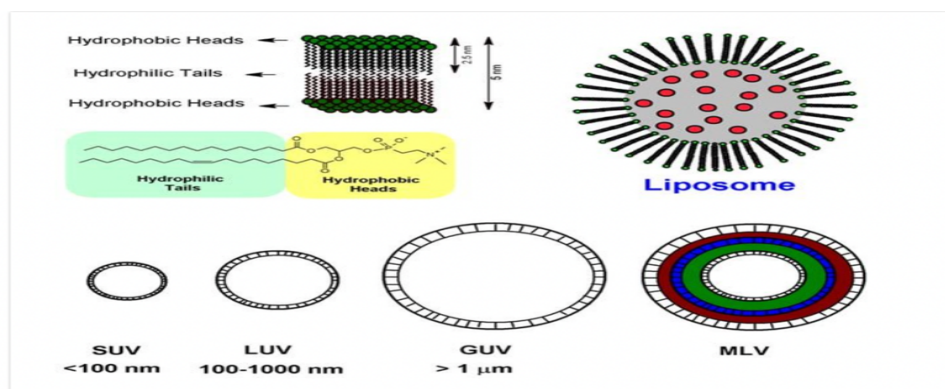 Hydrophobic Heads
Hydrophilic Tails
Hydrophobic Heads
2.5 nm
5 nm
O
O
O
O
O
P
O
O⁻
O
N⁺
Hydrophilic
Tails
Hydrophobic
Heads
Liposome
SUV
<100 nm
LUV
100-1000 nm
GUV
> 1 μm
MLV